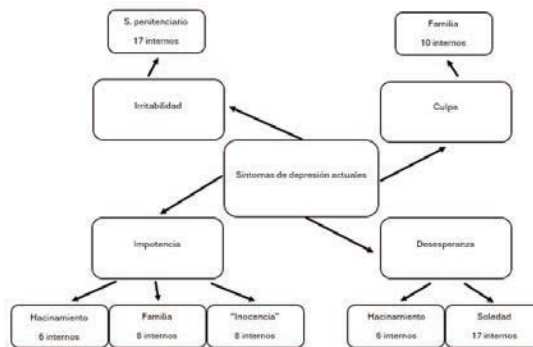 S. penitenciario
17 internos
Familia
10 internos
Irritabilidad
Culpa
Síntomas de depresión actuales
Impotencia
Desesperanza
Hacinamiento
6 internos
Familia
8 internos
"Inocencia"
8 internos
Hacinamiento
6 internos
Soledad
17 internos